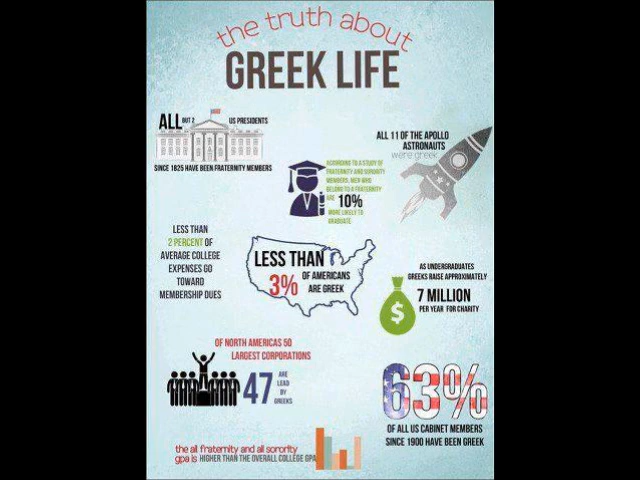 the truth about
GREEK LIFE
ALL BUT 2 US PRESIDENTS
SINCE 1825 HAVE BEEN FRATERNITY MEMBERS
ALL 11 OF THE APOLLO
ASTRONAUTS
were greek
ACCORDING TO A STUDY OF
FRATERNITY AND SORORITY
MEMBERS, MEN WHO
BELONG TO A FRATERNITY
ARE 10%
MORE LIKELY TO
GRADUATE
LESS THAN
2 PERCENT OF
AVERAGE COLLEGE
EXPENSES GO
TOWARD
MEMBERSHIP DUES
LESS THAN
3% OF AMERICANS
ARE GREEK
AS UNDERGRADUATES
GREEKS RAISE APPROXIMATELY
$
7 MILLION
PER YEAR FOR CHARITY
OF NORTH AMERICAS 50
LARGEST CORPORATIONS
47 ARE
LEAD
BY
GREEKS
63%
OF ALL US CABINET MEMBERS
SINCE 1900 HAVE BEEN GREEK
the all fraternity and all sorority
gpa is HIGHER THAN THE OVERALL COLLEGE GPA